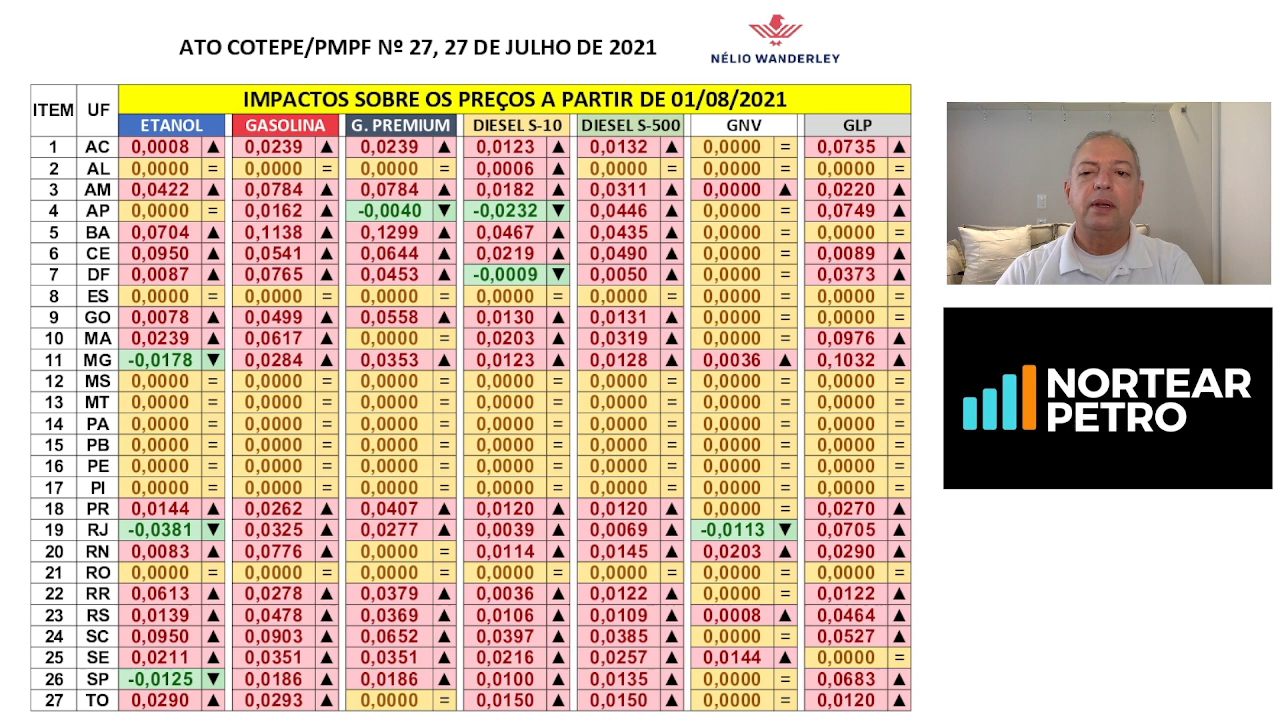 ATO COTEPE/PMPF Nº 27, 27 DE JULHO DE 2021
NÉLIO WANDERLEY
ITEM UF IMPACTOS SOBRE OS PREÇOS A PARTIR DE 01/08/2021
ETANOL GASOLINA G. PREMIUM DIESEL S-10 DIESEL S-500 GNV GLP
1 AC 0,0008 ▲ 0,0239 ▲ 0,0239 ▲ 0,0123 ▲ 0,0132 ▲ 0,0000 = 0,0735 ▲
2 AL 0,0000 = 0,0000 = 0,0000 = 0,0006 ▲ 0,0000 = 0,0000 = 0,0000 =
3 AM 0,0422 ▲ 0,0784 ▲ 0,0784 ▲ 0,0182 ▲ 0,0311 ▲ 0,0000 ▲ 0,0220 ▲
4 AP 0,0000 = 0,0162 ▲ -0,0040 ▼ -0,0232 ▼ 0,0446 ▲ 0,0000 = 0,0749 ▲
5 BA 0,0704 ▲ 0,1138 ▲ 0,1299 ▲ 0,0467 ▲ 0,0435 ▲ 0,0000 = 0,0000 =
6 CE 0,0950 ▲ 0,0541 ▲ 0,0644 ▲ 0,0219 ▲ 0,0490 ▲ 0,0000 = 0,0089 ▲
7 DF 0,0087 ▲ 0,0765 ▲ 0,0453 ▲ -0,0009 ▼ 0,0050 ▲ 0,0000 = 0,0373 ▲
8 ES 0,0000 = 0,0000 = 0,0000 = 0,0000 = 0,0000 = 0,0000 = 0,0000 =
9 GO 0,0078 ▲ 0,0499 ▲ 0,0558 ▲ 0,0130 ▲ 0,0131 ▲ 0,0000 = 0,0000 =
10 MA 0,0239 ▲ 0,0617 ▲ 0,0000 = 0,0203 ▲ 0,0319 ▲ 0,0000 = 0,0976 ▲
11 MG -0,0178 ▼ 0,0284 ▲ 0,0353 ▲ 0,0123 ▲ 0,0128 ▲ 0,0036 ▲ 0,1032 ▲
12 MS 0,0000 = 0,0000 = 0,0000 = 0,0000 = 0,0000 = 0,0000 = 0,0000 =
13 MT 0,0000 = 0,0000 = 0,0000 = 0,0000 = 0,0000 = 0,0000 = 0,0000 =
14 PA 0,0000 = 0,0000 = 0,0000 = 0,0000 = 0,0000 = 0,0000 = 0,0000 =
15 PB 0,0000 = 0,0000 = 0,0000 = 0,0000 = 0,0000 = 0,0000 = 0,0000 =
16 PE 0,0000 = 0,0000 = 0,0000 = 0,0000 = 0,0000 = 0,0000 = 0,0000 =
17 PI 0,0000 = 0,0000 = 0,0000 = 0,0000 = 0,0000 = 0,0000 = 0,0000 =
18 PR 0,0144 ▲ 0,0262 ▲ 0,0407 ▲ 0,0120 ▲ 0,0120 ▲ 0,0000 = 0,0270 ▲
19 RJ -0,0381 ▼ 0,0325 ▲ 0,0277 ▲ 0,0039 ▲ 0,0069 ▲ -0,0113 ▼ 0,0705 ▲
20 RN 0,0083 ▲ 0,0776 ▲ 0,0000 = 0,0114 ▲ 0,0145 ▲ 0,0203 ▲ 0,0290 ▲
21 RO 0,0000 = 0,0000 = 0,0000 = 0,0000 = 0,0000 = 0,0000 = 0,0000 =
22 RR 0,0613 ▲ 0,0278 ▲ 0,0379 ▲ 0,0036 ▲ 0,0122 ▲ 0,0000 = 0,0122 ▲
23 RS 0,0139 ▲ 0,0478 ▲ 0,0369 ▲ 0,0106 ▲ 0,0109 ▲ 0,0008 ▲ 0,0464 ▲
24 SC 0,0950 ▲ 0,0903 ▲ 0,0652 ▲ 0,0397 ▲ 0,0385 ▲ 0,0000 = 0,0527 ▲
25 SE 0,0211 ▲ 0,0351 ▲ 0,0351 ▲ 0,0216 ▲ 0,0257 ▲ 0,0144 ▲ 0,0000 =
26 SP -0,0125 ▼ 0,0186 ▲ 0,0186 ▲ 0,0100 ▲ 0,0135 ▲ 0,0000 = 0,0683 ▲
27 TO 0,0290 ▲ 0,0293 ▲ 0,0000 = 0,0150 ▲ 0,0150 ▲ 0,0000 = 0,0120 ▲
NORTEAR
PETRO